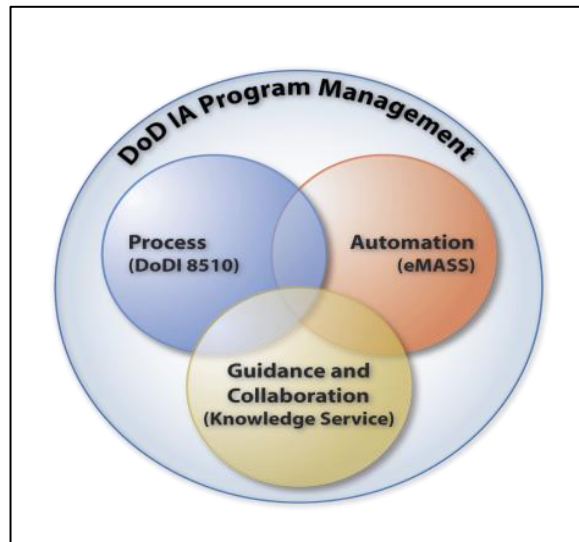 DoD IA Program Management
Process
(DoDI 8510)
Automation
(eMASS)
Guidance and
Collaboration
(Knowledge Service)